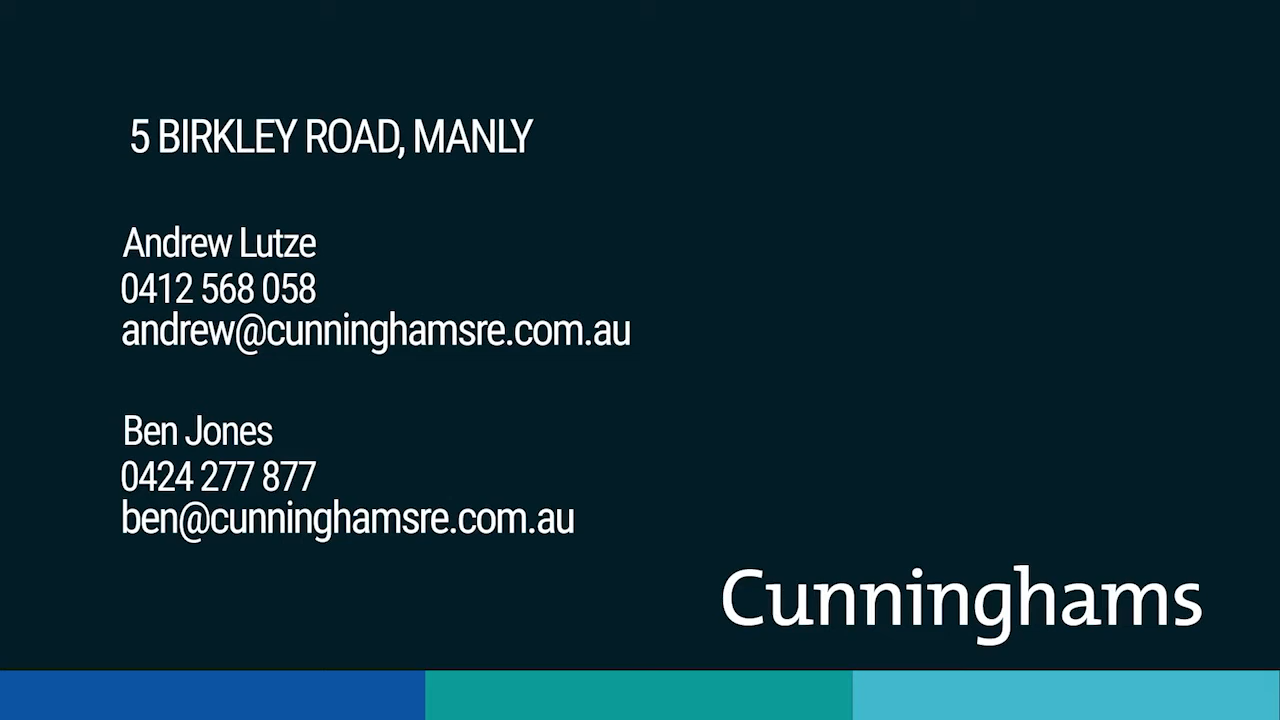 5 BIRKLEY ROAD, MANLY
Andrew Lutze
0412 568 058
andrew@cunninghamsre.com.au
Ben Jones
0424 277 877
ben@cunninghamsre.com.au
Cunninghams